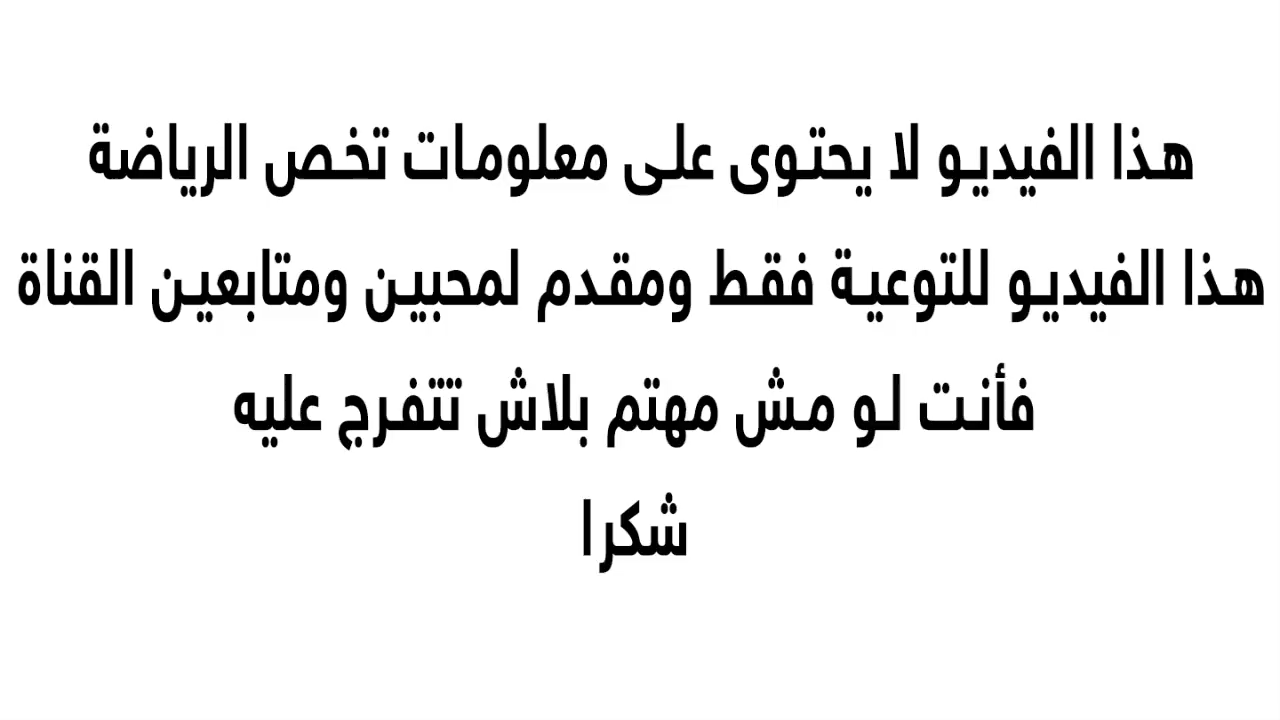 هذا الفيديو لا يحتوى على معلومات تخص الرياضة
هذا الفيديو للتوعية فقط ومقدم لمحبين ومتابعين القناة
فأنت لو مش مهتم بلاش تتفرج عليه
شكرا